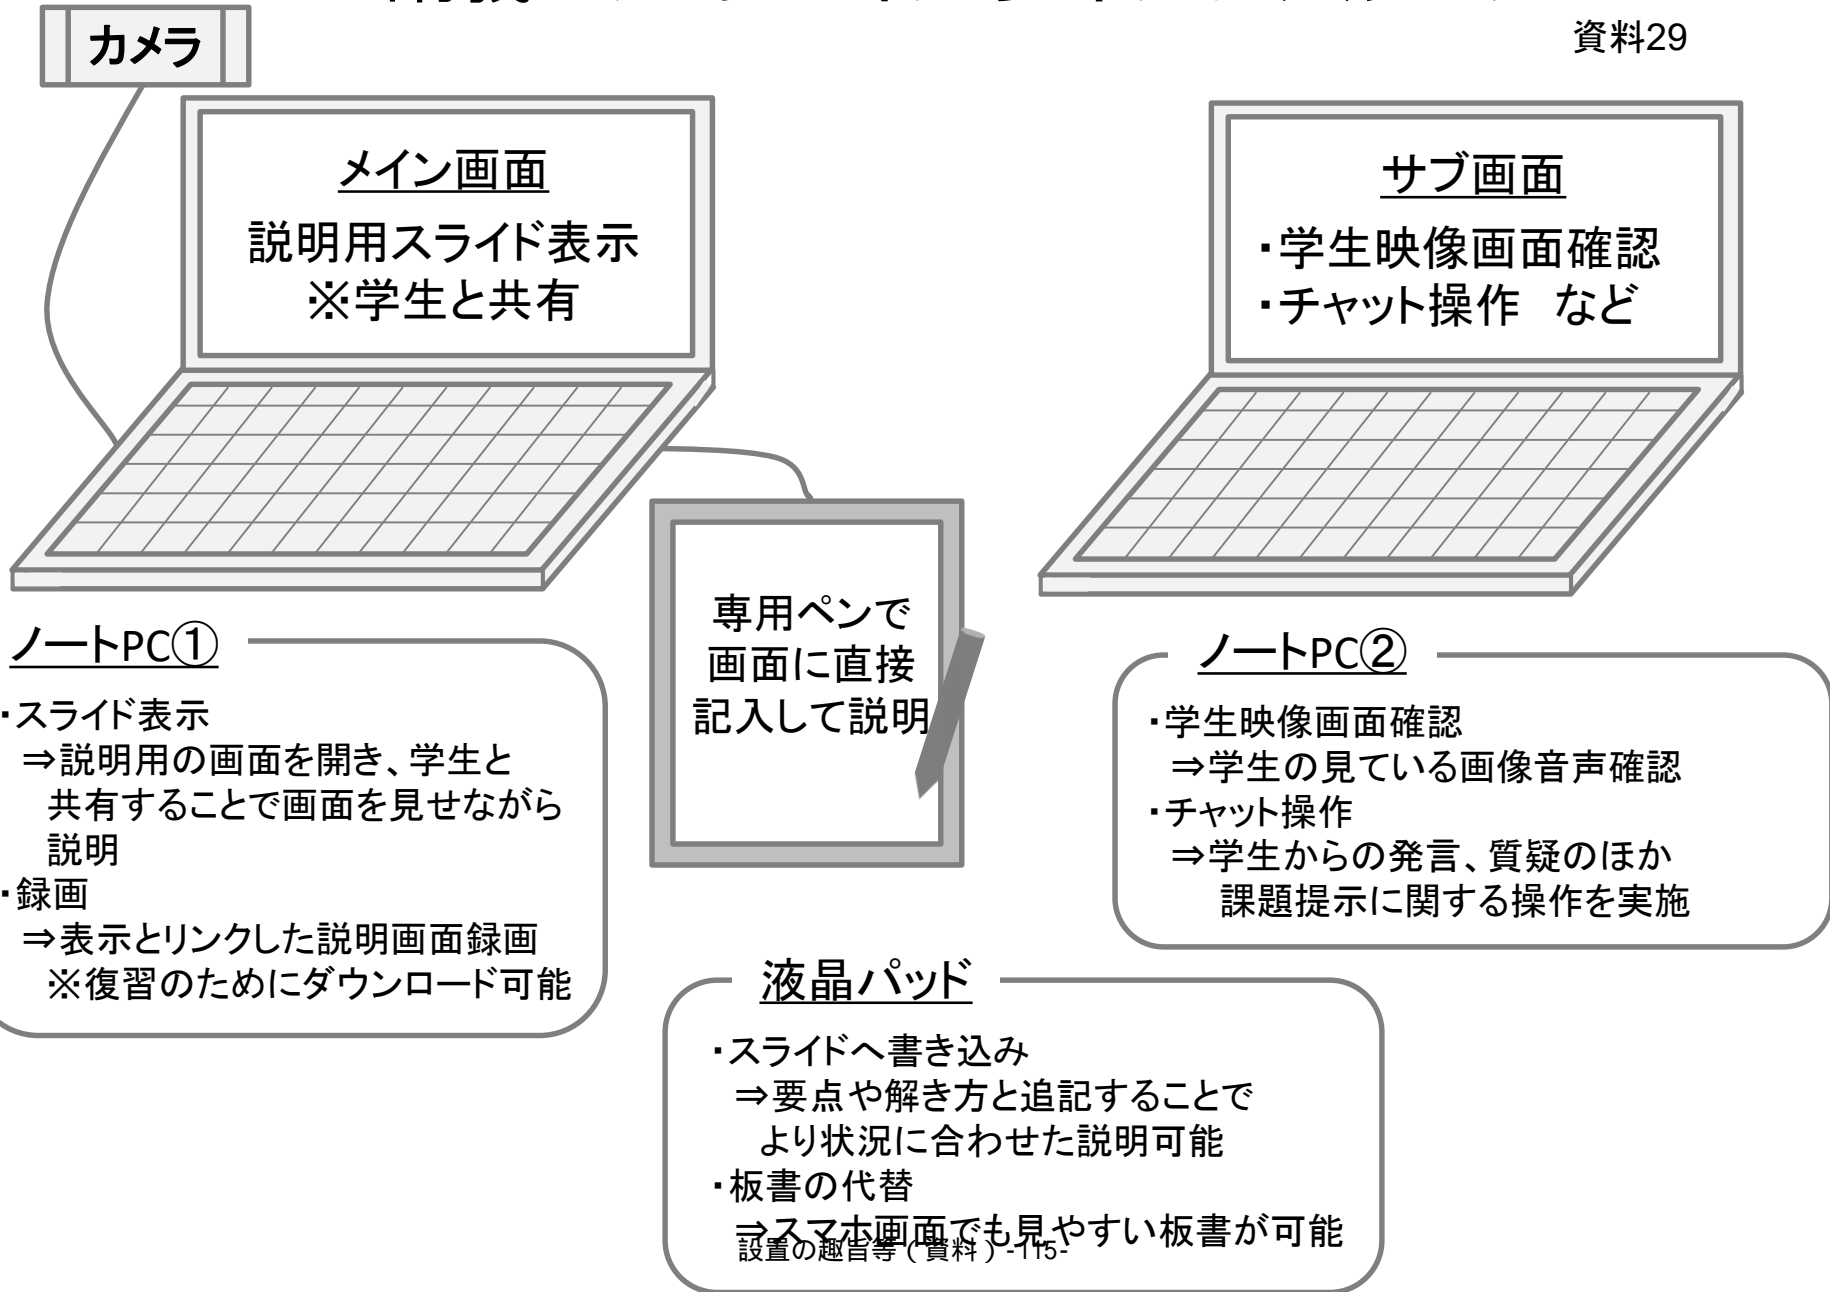 資料29
カメラ
メイン画面
説明用スライド表示
※学生と共有
サブ画面
・学生映像画面確認
・チャット操作　など
専用ペンで
画面に直接
記入して説明
ノートPC①
・スライド表示
⇒説明用の画面を開き、学生と
共有することで画面を見せながら
説明
・録画
⇒表示とリンクした説明画面録画
※復習のためにダウンロード可能
ノートPC②
・学生映像画面確認
⇒学生の見ている画像音声確認
・チャット操作
⇒学生からの発言、質疑のほか
課題提示に関する操作を実施
液晶パッド
・スライドへ書き込み
⇒要点や解き方と追記することで
より状況に合わせた説明可能
・板書の代替
⇒スマホ画面でも見やすい板書が可能
設置の趣旨等（資料）-115-